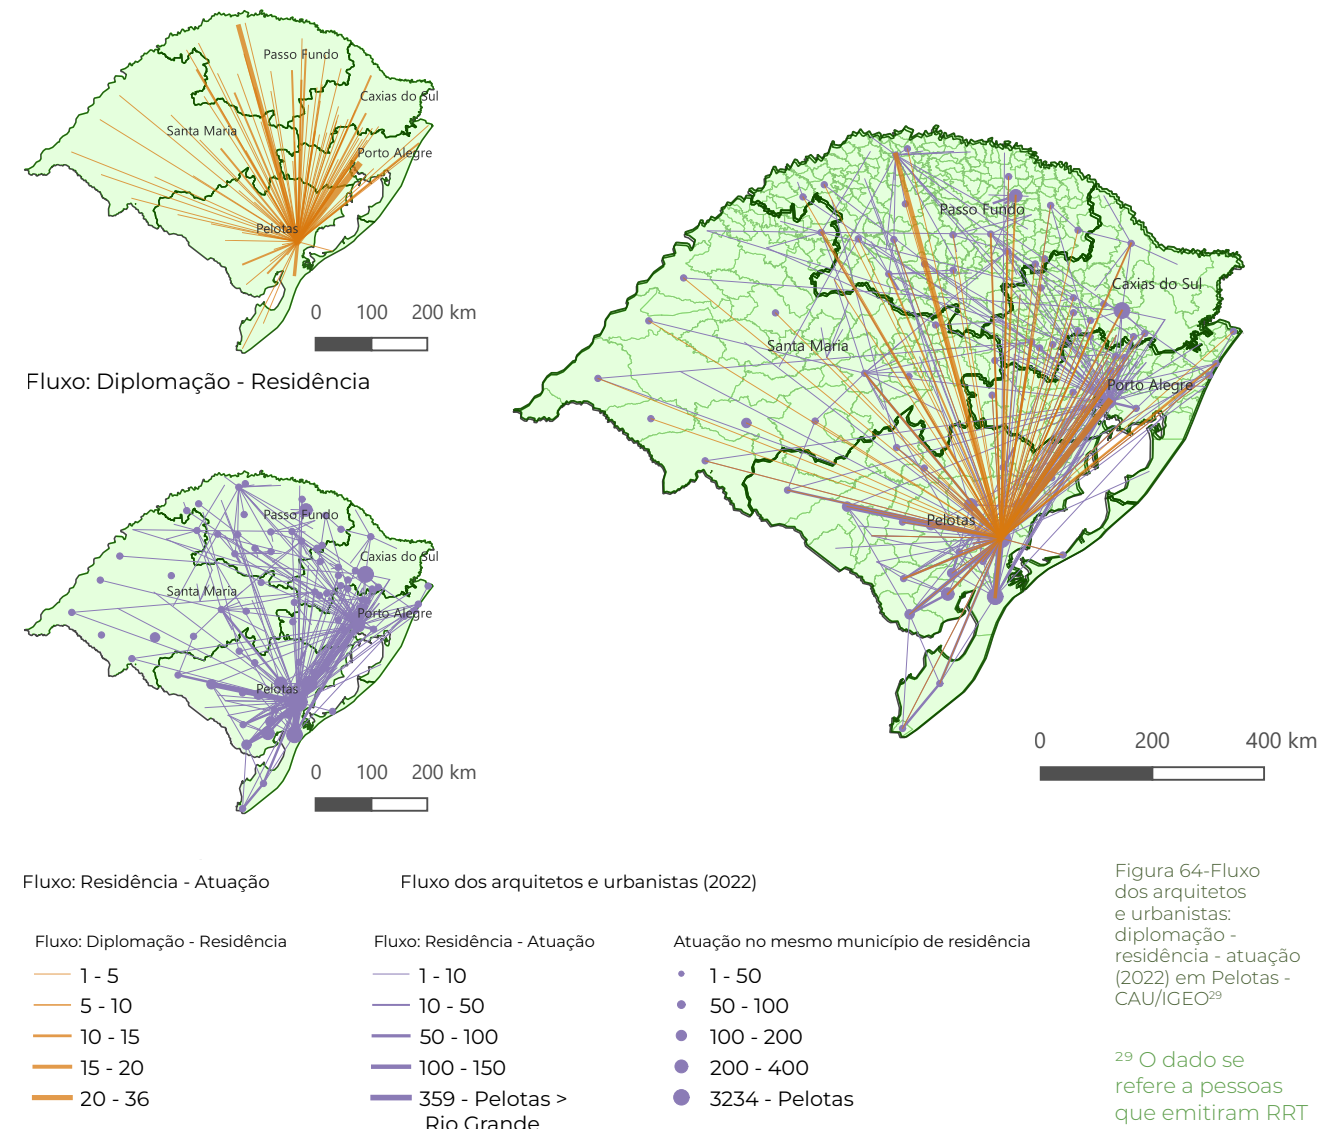 Passo Fundo
Caxias do Sul
Santa Maria
Porto Alegre
Pelotas
0 100 200 km
Fluxo: Diplomação - Residência
Passo Fundo
Caxias do Sul
Santa Maria
Porto Alegre
Pelotas
0 100 200 km
Fluxo: Residência - Atuação
Passo Fundo
Caxias do Sul
Santa Maria
Porto Alegre
Pelotas
0 200 400 km
Fluxo dos arquitetos e urbanistas (2022)
Fluxo: Diplomação - Residência
1 - 5
5 - 10
10 - 15
15 - 20
20 - 36
Fluxo: Residência - Atuação
1 - 10
10 - 50
50 - 100
100 - 150
359 - Pelotas >
Rio Grande
Atuação no mesmo município de residência
1 - 50
50 - 100
100 - 200
200 - 400
3234 - Pelotas
Figura 64-Fluxo
dos arquitetos
e urbanistas:
diplomação -
residência - atuação
(2022) em Pelotas -
CAU/IGEO²⁹
²⁹ O dado se
refere a pessoas
que emitiram RRT